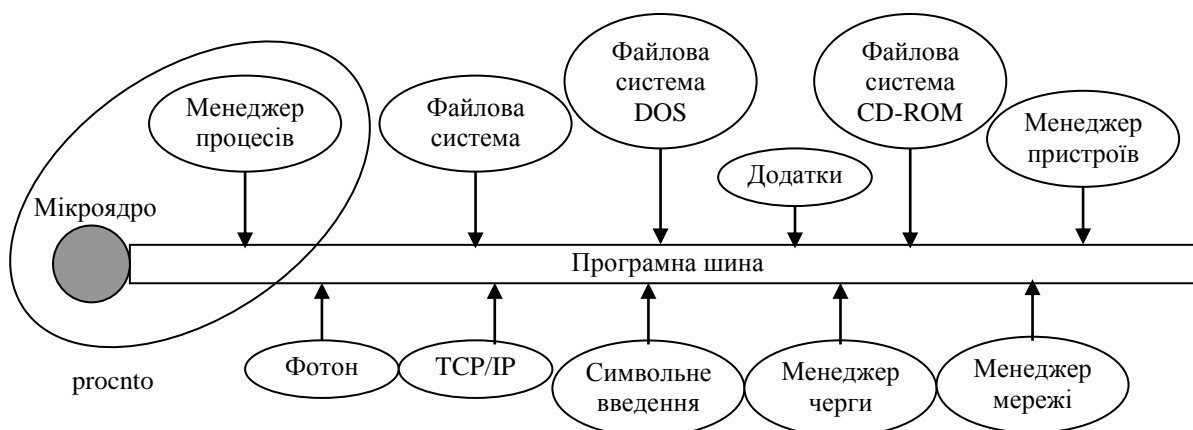 Менеджер
процесів
Файлова
система
Файлова
система
DOS
Додатки
Файлова
система
CD-ROM
Менеджер
пристроїв
Мікроядро
Програмна шина
Фотон
TCP/IP
Символьне
введення
Менеджер
черги
Менеджер
мережі
procnto